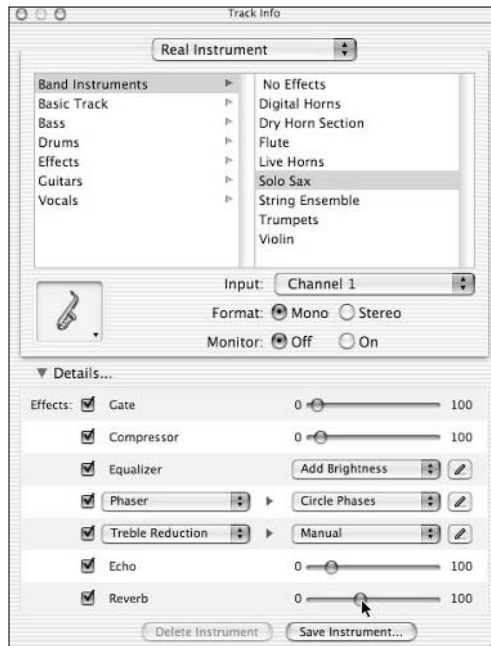 Track Info
Real Instrument
Band Instruments
Basic Track
Bass
Drums
Effects
Guitars
Vocals
No Effects
Digital Horns
Dry Horn Section
Flute
Live Horns
Solo Sax
String Ensemble
Trumpets
Violin
Input: Channel 1
Format: Mono Stereo
Monitor: Off On
Details...
Effects: Gate 0 100
Compressor 0 100
Equalizer Add Brightness
Phaser Circle Phases
Treble Reduction Manual
Echo 0 100
Reverb 0 100
Delete Instrument Save Instrument...